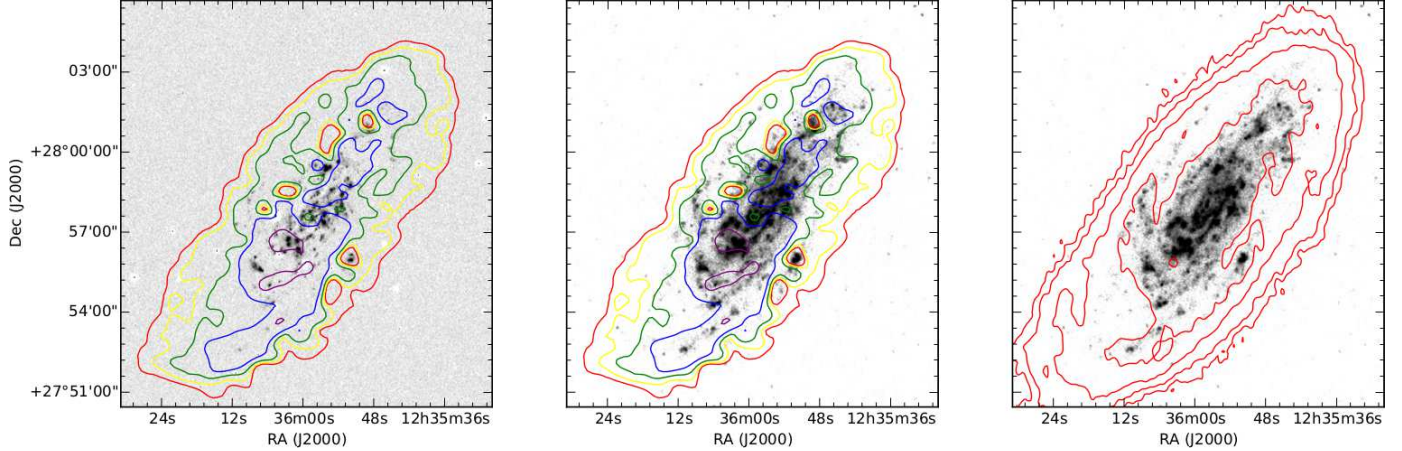 Dec (J2000)
03'00"
+28°00'00"
57'00"
54'00"
+27°51'00"
24s 12s 36m00s 48s 12h35m36s
RA (J2000)
24s 12s 36m00s 48s 12h35m36s
RA (J2000)
24s 12s 36m00s 48s 12h35m36s
RA (J2000)